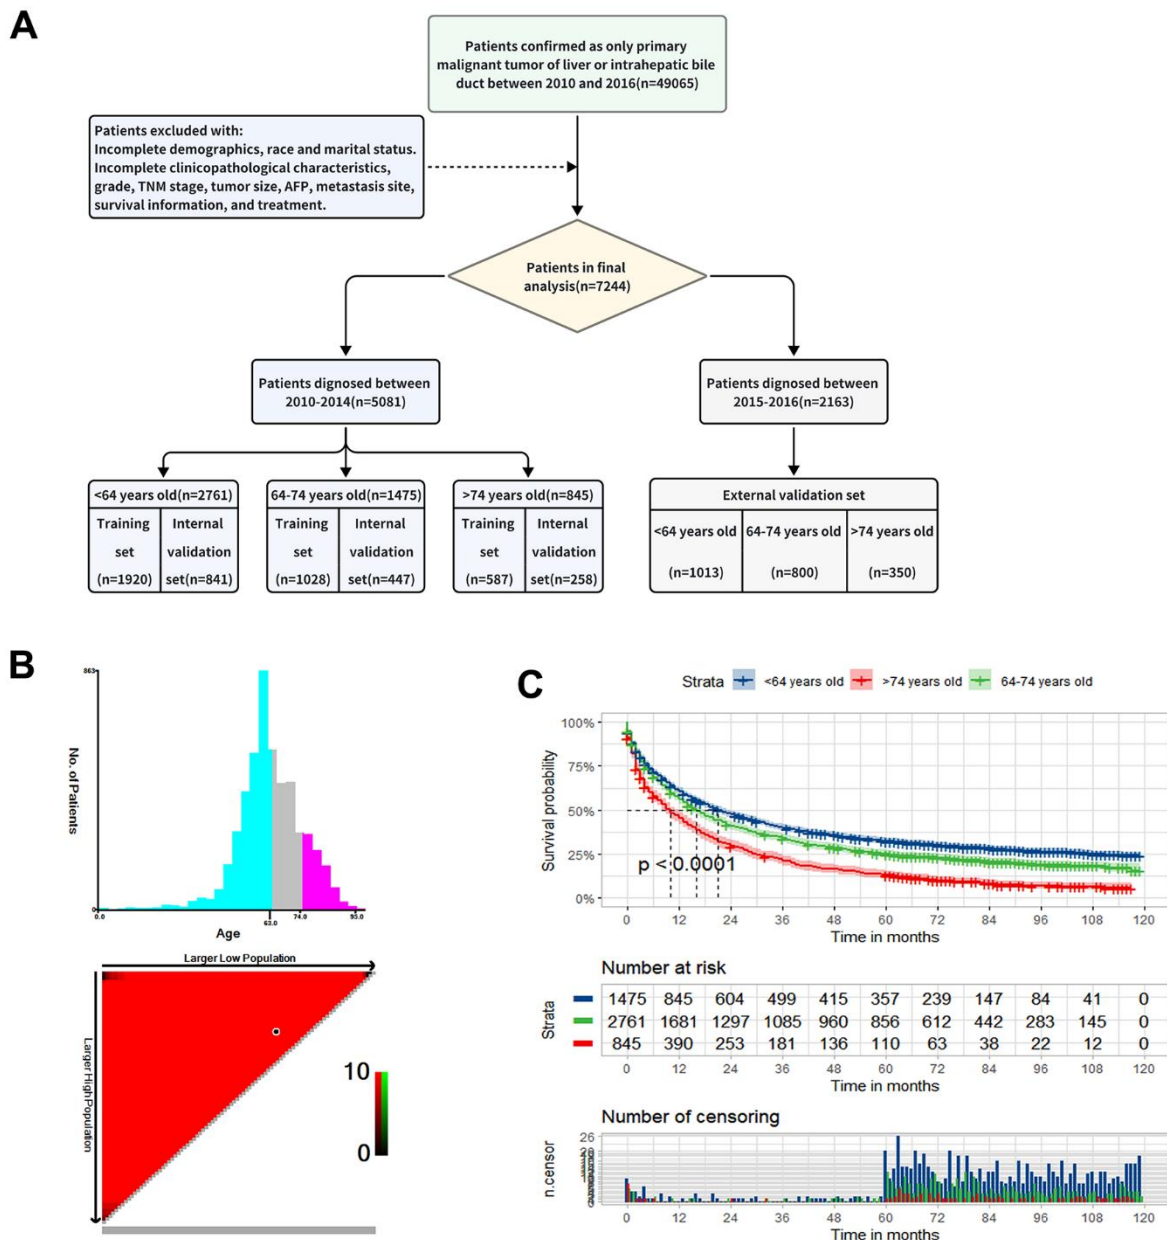 A
Patients confirmed as only primary
malignant tumor of liver or intrahepatic bile
duct between 2010 and 2016(n=49065)
Patients excluded with:
Incomplete demographics, race and marital status.
Incomplete clinicopathological characteristics,
grade, TNM stage, tumor size, AFP, metastasis site,
survival information, and treatment.
Patients in final
analysis(n=7244)
Patients dignosed between
2010-2014(n=5081)
Patients dignosed between
2015-2016(n=2163)
<64 years old(n=2761)
Training
set
(n=1920)
Internal
validation
set(n=841)
64-74 years old(n=1475)
Training
set
(n=1028)
Internal
validation
set(n=447)
>74 years old(n=845)
Training
set
(n=587)
Internal
validation
set(n=258)
External validation set
<64 years old
(n=1013)
64-74 years old
(n=800)
>74 years old
(n=350)
B
863
No. of Patients
0
0.0 63.0 74.0 95.0
Age
Larger Low Population
Larger High Population
10
0
C
Strata <64 years old >74 years old 64-74 years old
Survival probability
100%
75%
50%
25%
0%
p < 0.0001
0 12 24 36 48 60 72 84 96 108 120
Time in months
Number at risk
Strata
1475 845 604 499 415 357 239 147 84 41 0
2761 1681 1297 1085 960 856 612 442 283 145 0
845 390 253 181 136 110 63 38 22 12 0
0 12 24 36 48 60 72 84 96 108 120
Time in months
Number of censoring
n.censor
26
0 12 24 36 48 60 72 84 96 108 120
Time in months